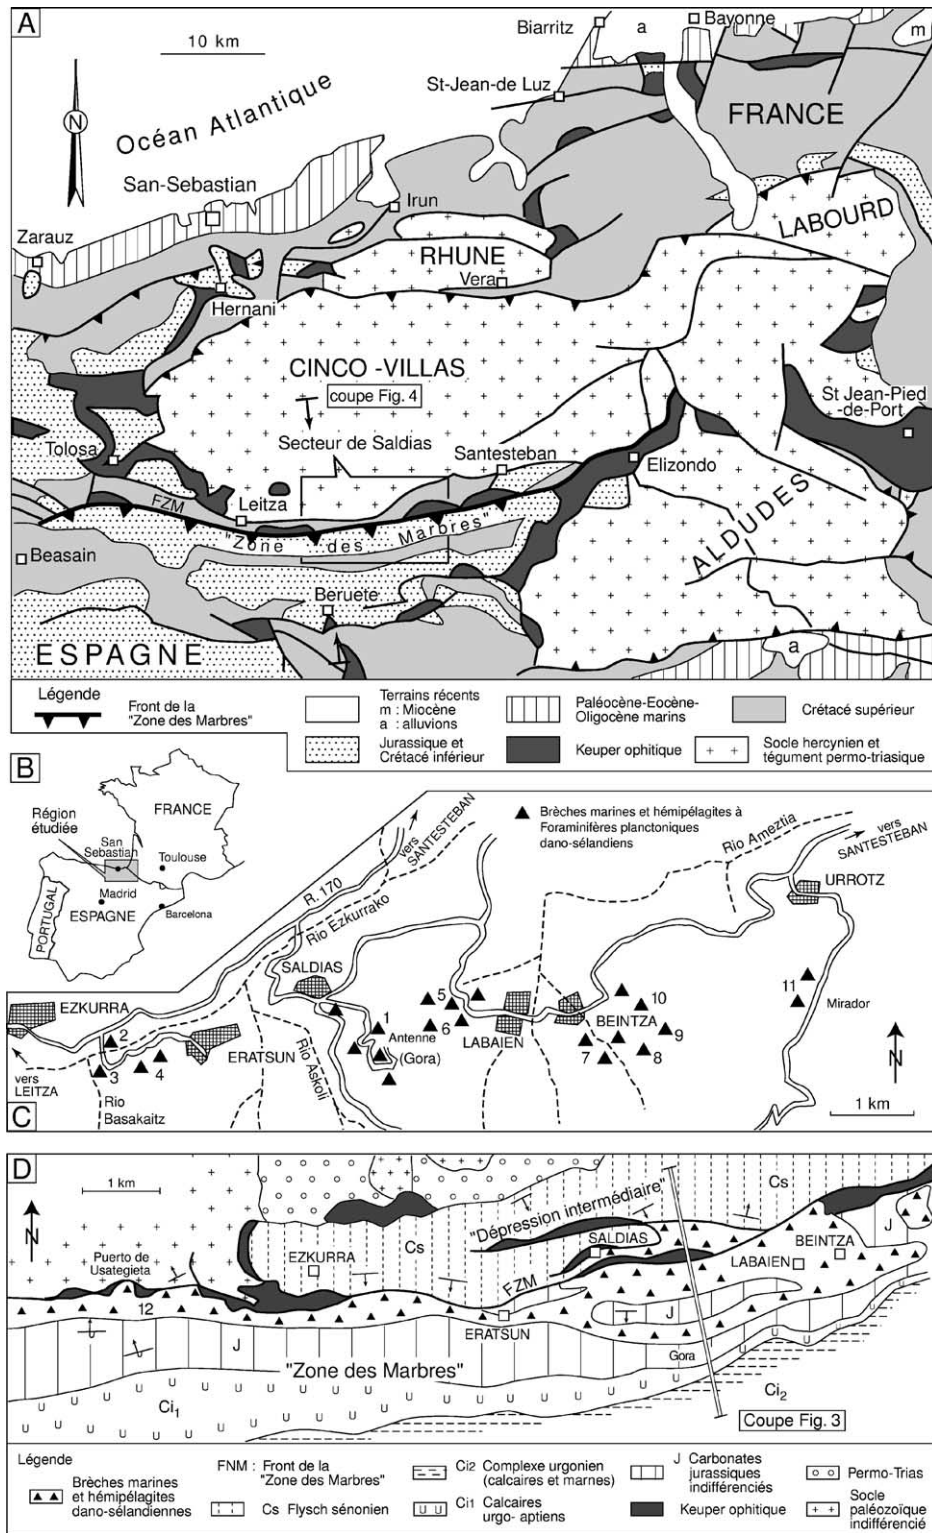 A
10 km
N
Océan Atlantique
Biarritz
a
Bayonne
m
St-Jean-de Luz
FRANCE
San-Sebastian
Irun
LABOURD
Zarauz
RHUNE
Vera
Hernani
CINCO-VILLAS
coupe Fig. 4
St Jean-Pied
-de-Port
Tolosa
Secteur de Saldias
Santesteban
Elizondo
FZM
Leitza
"Zone des Marbres"
ALDUDES
Beasain
Beruete
ESPAGNE
a
Légende
Front de la
"Zone des Marbres"
Terrains récents
m : Miocène
a : alluvions
Paléocène-Eocène-
Oligocène marins
Crétacé supérieur
Jurassique et
Crétacé inférieur
Keuper ophitique
Socle hercynien et
tégument permo-triasique
B
FRANCE
Région
étudiée
San
Sebastian
Toulouse
Madrid
PORTUGAL
ESPAGNE
Barcelona
Brèches marines et hémipélagites à
Foraminifères planctoniques
dano-sélandiens
vers
SANTESTEBAN
Rio Ameztia
vers
SANTESTEBAN
R. 170
Rio Ezkurrako
URROTZ
SALDIAS
EZKURRA
5
10
11
1
Antenne
(Gora)
6
BEINTZA
Mirador
2
LABAIEN
9
ERATSUN
7
8
N
3
4
vers
LEITZA
Rio
Basakaitz
Rio Askoli
1 km
C
D
1 km
N
Cs
"Dépression intermédiaire"
Cs
EZKURRA
SALDIAS
BEINTZA
J
Puerto de
Usategieta
FZM
LABAIEN
12
J
ERATSUN
J
Gora
"Zone des Marbres"
Ci1
Ci2
Coupe Fig. 3
Légende
Brèches marines
et hémipélagites
dano-sélandiennes
FNM : Front de la
"Zone des Marbres"
Cs Flysch sénonien
Ci2 Complexe urgonien
(calcaires et marnes)
Ci1 Calcaires
urgo-aptiens
J Carbonates
jurassiques
indifférenciés
Keuper ophitique
Permo-Trias
Socle
paléozoïque
indifférencié